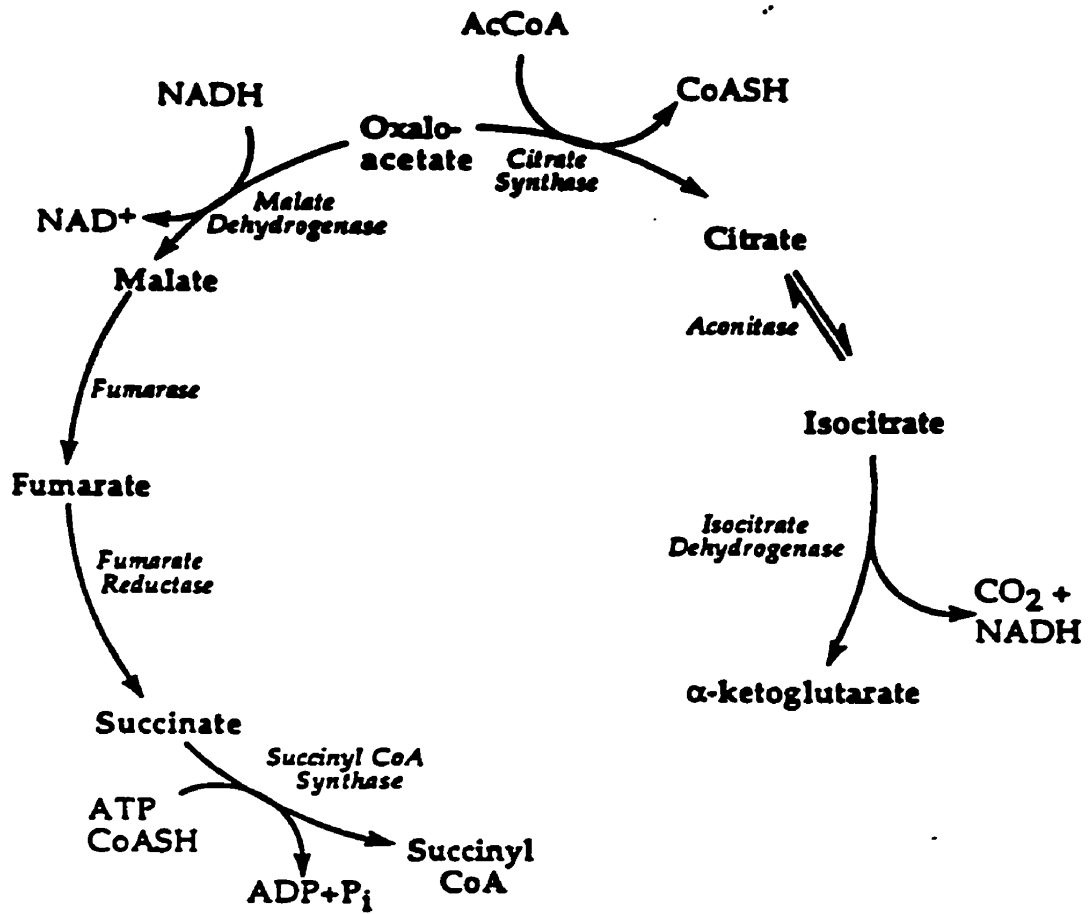 AcCoA
NADH
CoASH
Oxalo-
acetate
Citrate
Synthase
Malate
Dehydrogenase
NAD+
Citrate
Malate
Aconitase
Fumarase
Isocitrate
Fumarate
Isocitrate
Dehydrogenase
Fumarate
Reductase
CO2 +
NADH
α-ketoglutarate
Succinate
Succinyl CoA
Synthase
ATP
CoASH
Succinyl
CoA
ADP+Pi